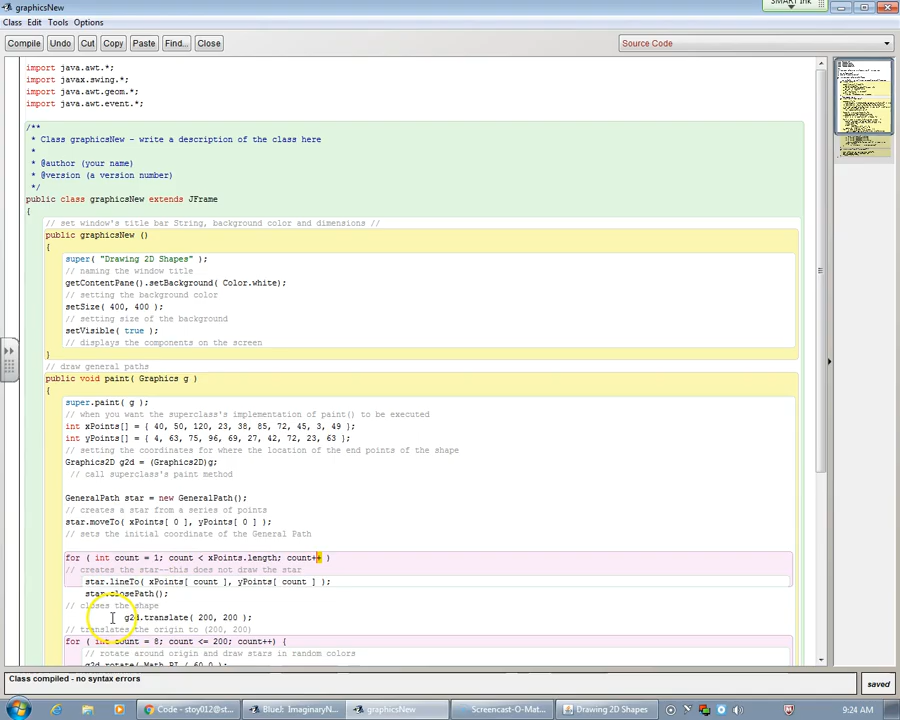 graphicsNew
SMART Ink
Class Edit Tools Options
Compile Undo Cut Copy Paste Find... Close Source Code
import java.awt.*;
import javax.swing.*;
import java.awt.geom.*;
import java.awt.event.*;
/**
* Class graphicsNew - write a description of the class here
*
* @author (your name)
* @version (a version number)
*/
public class graphicsNew extends JFrame
{
// set window's title bar String, background color and dimensions //
public graphicsNew ()
{
super( "Drawing 2D Shapes" );
// naming the window title
getContentPane().setBackground( Color.white);
// setting the background color
setSize( 400, 400 );
// setting size of the background
setVisible( true );
// displays the components on the screen
}
// draw general paths
public void paint( Graphics g )
{
super.paint( g );
// when you want the superclass's implementation of paint() to be executed
int xPoints[] = { 40, 50, 120, 23, 38, 85, 72, 45, 3, 49 };
int yPoints[] = { 4, 63, 75, 96, 69, 27, 42, 72, 23, 63 };
// setting the coordinates for where the location of the end points of the shape
Graphics2D g2d = (Graphics2D)g;
// call superclass's paint method
GeneralPath star = new GeneralPath();
// creates a star from a series of points
star.moveTo( xPoints[ 0 ], yPoints[ 0 ] );
// sets the initial coordinate of the General Path
for ( int count = 1; count < xPoints.length; count++ )
// creates the star--this does not draw the star
star.lineTo( xPoints[ count ], yPoints[ count ] );
star.closePath();
// closes the shape
g2d.translate( 200, 200 );
// translates the origin to (200, 200)
for ( int count = 8; count <= 200; count++) {
// rotate around origin and draw stars in random colors
g2d.rotate( Math.PI / 60.0 );
Class compiled - no syntax errors
saved
Code - stoy012@st... BlueJ: ImaginaryN... graphicsNew Screencast-O-Mat... Drawing 2D Shapes 9:24 AM